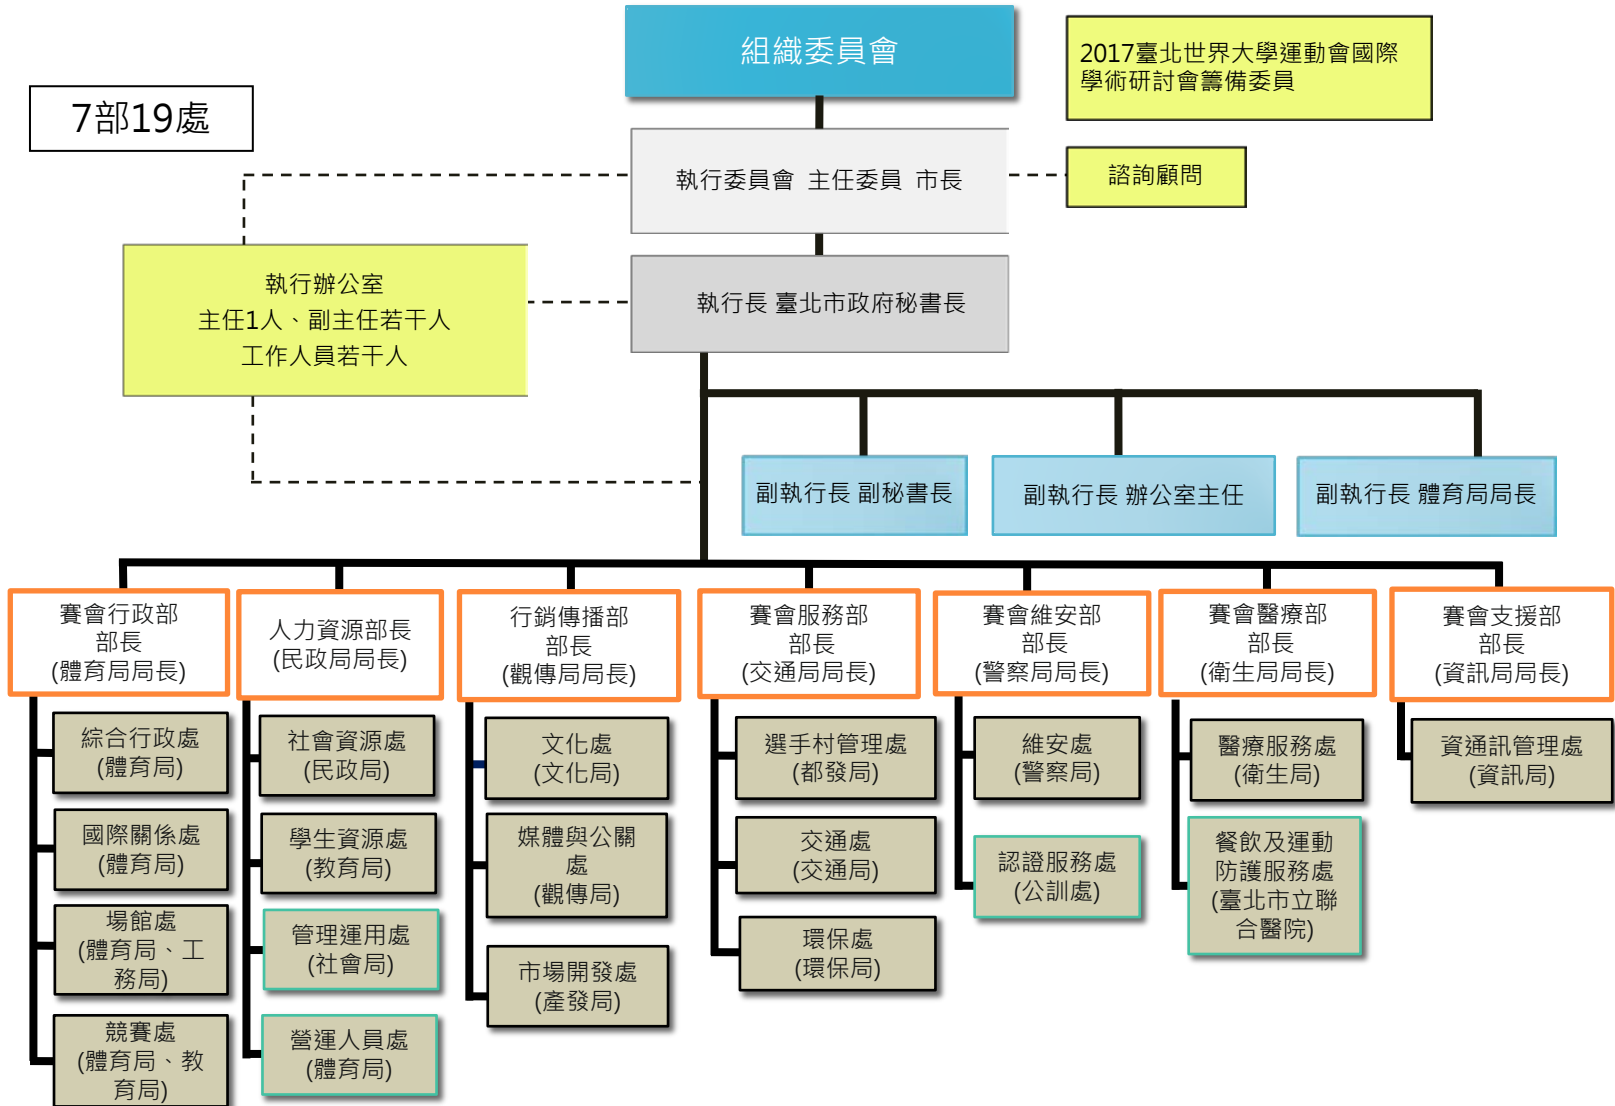 組織委員會
2017臺北世界大學運動會國際
學術研討會籌備委員
7部19處
執行委員會 主任委員 市長
諮詢顧問
執行辦公室
主任1人、副主任若干人
工作人員若干人
執行長 臺北市政府秘書長
副執行長 副秘書長
副執行長 辦公室主任
副執行長 體育局局長
賽會行政部
部長
(體育局局長)
人力資源部長
(民政局局長)
行銷傳播部
部長
(觀傳局局長)
賽會服務部
部長
(交通局局長)
賽會維安部
部長
(警察局局長)
賽會醫療部
部長
(衛生局局長)
賽會支援部
部長
(資訊局局長)
綜合行政處
(體育局)
國際關係處
(體育局)
場館處
(體育局、工
務局)
競賽處
(體育局、教
育局)
社會資源處
(民政局)
學生資源處
(教育局)
管理運用處
(社會局)
營運人員處
(體育局)
文化處
(文化局)
媒體與公關
處
(觀傳局)
市場開發處
(產發局)
選手村管理處
(都發局)
交通處
(交通局)
環保處
(環保局)
維安處
(警察局)
認證服務處
(公訓處)
醫療服務處
(衛生局)
餐飲及運動
防護服務處
(臺北市立聯
合醫院)
資通訊管理處
(資訊局)